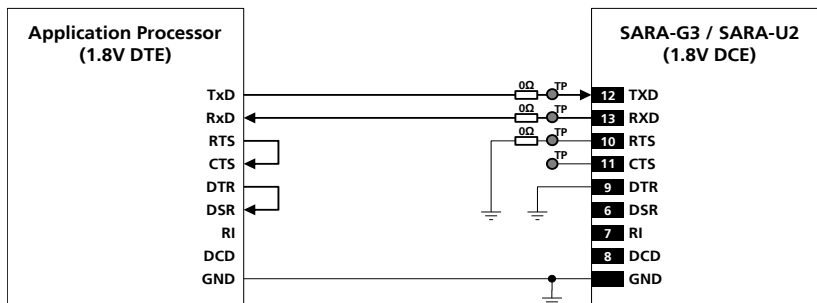 Application Processor
(1.8V DTE)
SARA-G3 / SARA-U2
(1.8V DCE)
TxD 0Ω TP 12 TXD
RxD 0Ω TP 13 RXD
RTS 0Ω TP 10 RTS
CTS TP 11 CTS
DTR 9 DTR
DSR 6 DSR
RI 7 RI
DCD 8 DCD
GND GND